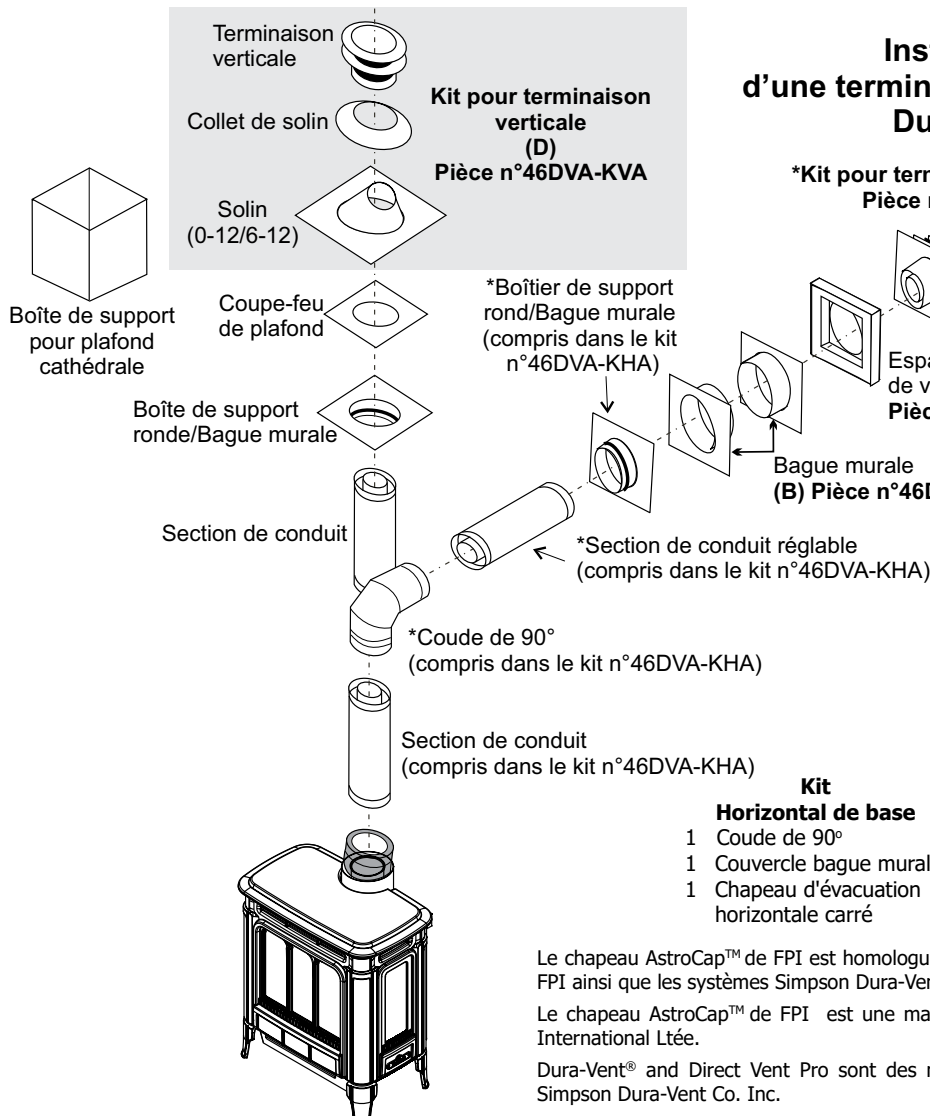 Terminaison
verticale
Collet de solin
Kit pour terminaison
verticale
(D)
Pièce n°46DVA-KVA
Solin
(0-12/6-12)
Boîte de support
pour plafond
cathédrale
Coupe-feu
de plafond
Boîte de support
ronde/Bague murale
Section de conduit
*Boîtier de support
rond/Bague murale
(compris dans le kit
n°46DVA-KHA)
d'une
Bague murale
(B) Pièce
*Section de conduit réglable
(compris dans le kit n°46DVA-KHA)
*Coude de 90°
(compris dans le kit n°46DVA-KHA)
Section de conduit
(compris dans le kit n°46DVA-KHA)
*Kit pour
Pièce
de
Kit
Horizontal de base
1 Coude de 90°
1 Couvercle bague
1 Chapeau d'évacuation
horizontale carré
Le chapeau AstroCap™ de FPI est
FPI ainsi que les systèmes Simpson
Le chapeau AstroCap™ de FPI est une
International Ltée.
Dura-Vent® and Direct Vent Pro sont des
Simpson Dura-Vent Co. Inc.